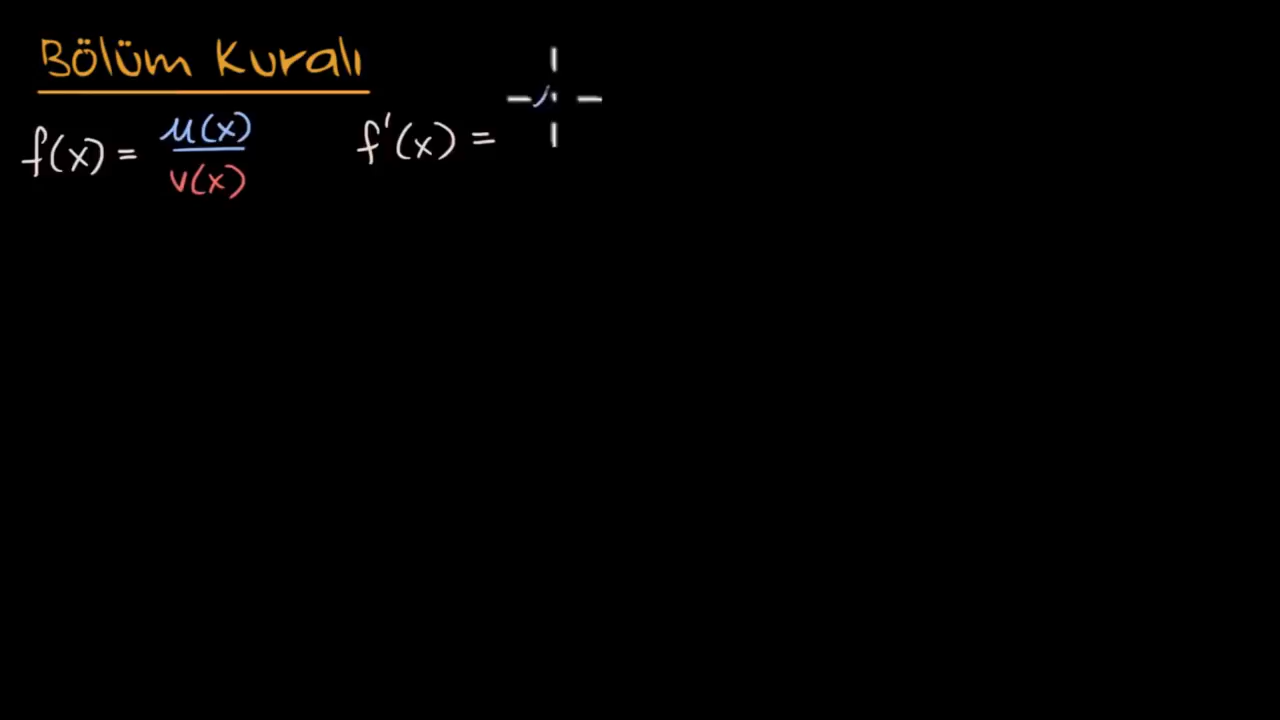 Bölüm Kuralı
f(x) = u(x)/v(x) f'(x) =